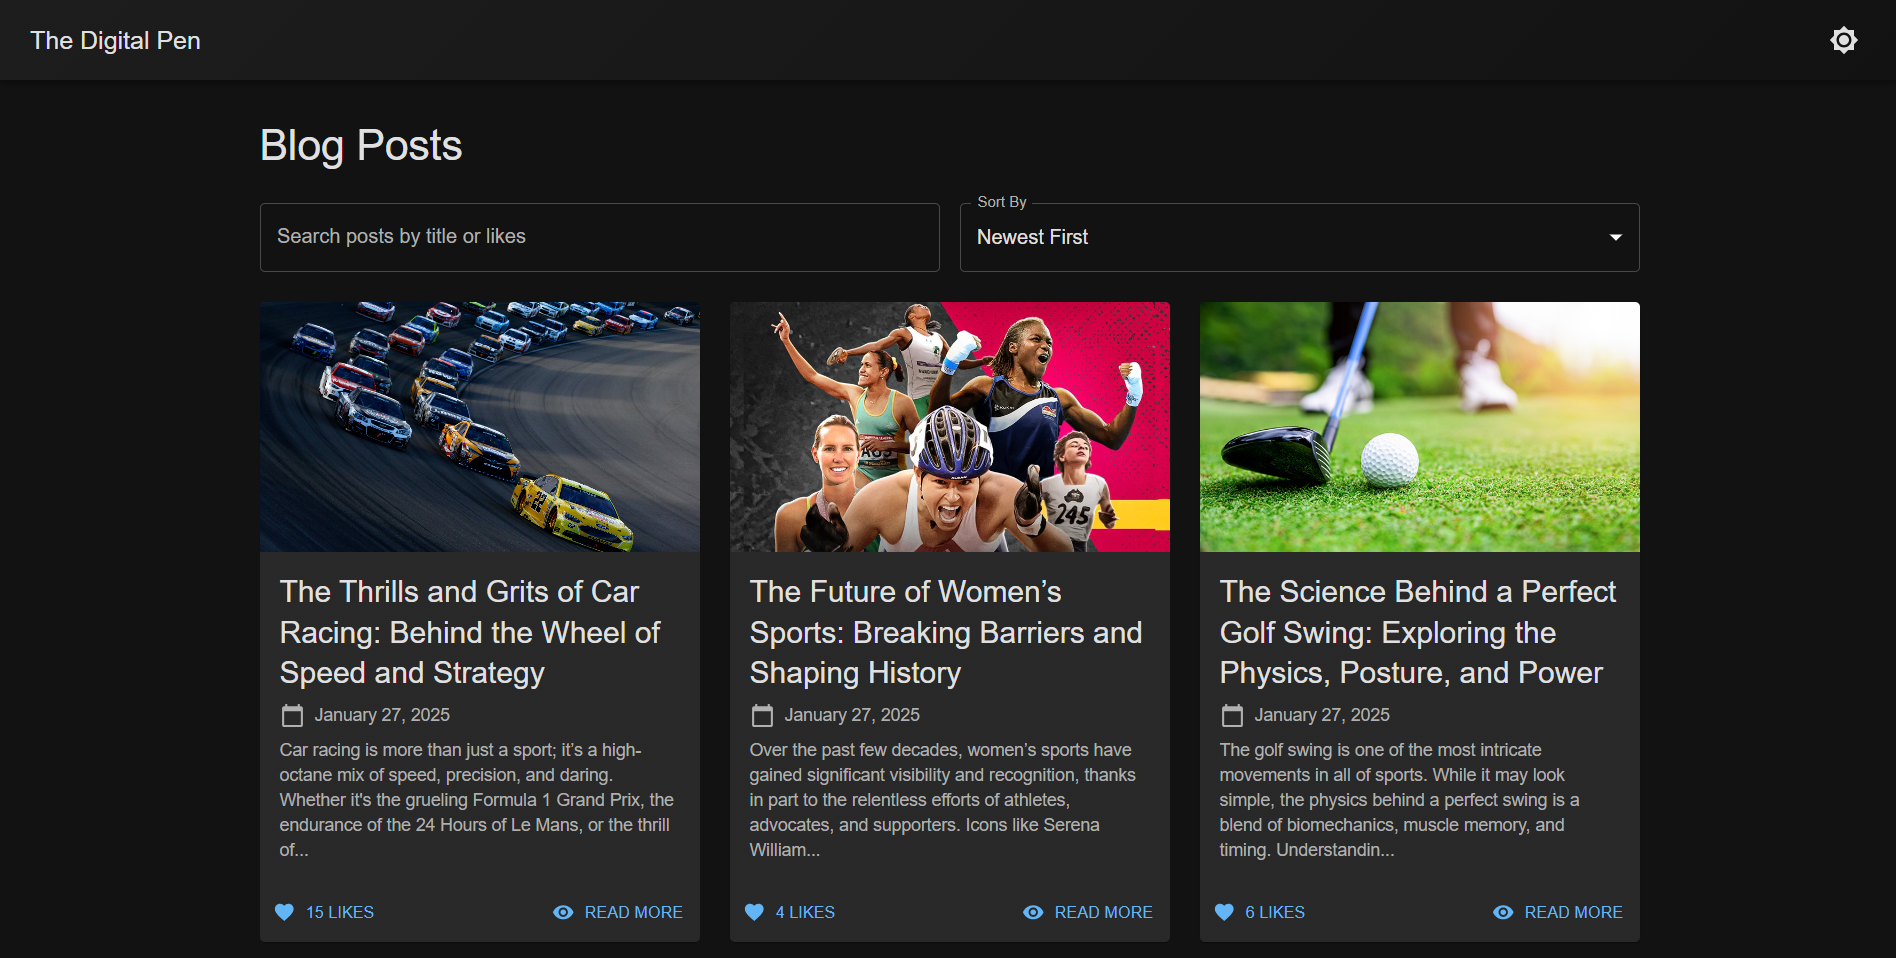 The Digital Pen
Blog Posts
Search posts by title or likes
Sort By
Newest First
The Thrills and Grits of Car
Racing: Behind the Wheel of
Speed and Strategy
January 27, 2025
Car racing is more than just a sport; it’s a high-
octane mix of speed, precision, and daring.
Whether it's the grueling Formula 1 Grand Prix, the
endurance of the 24 Hours of Le Mans, or the thrill
of...
15 LIKES
READ MORE
245
The Future of Women’s
Sports: Breaking Barriers and
Shaping History
January 27, 2025
Over the past few decades, women’s sports have
gained significant visibility and recognition, thanks
in part to the relentless efforts of athletes,
advocates, and supporters. Icons like Serena
William...
4 LIKES
READ MORE
The Science Behind a Perfect
Golf Swing: Exploring the
Physics, Posture, and Power
January 27, 2025
The golf swing is one of the most intricate
movements in all of sports. While it may look
simple, the physics behind a perfect swing is a
blend of biomechanics, muscle memory, and
timing. Understandin...
6 LIKES
READ MORE